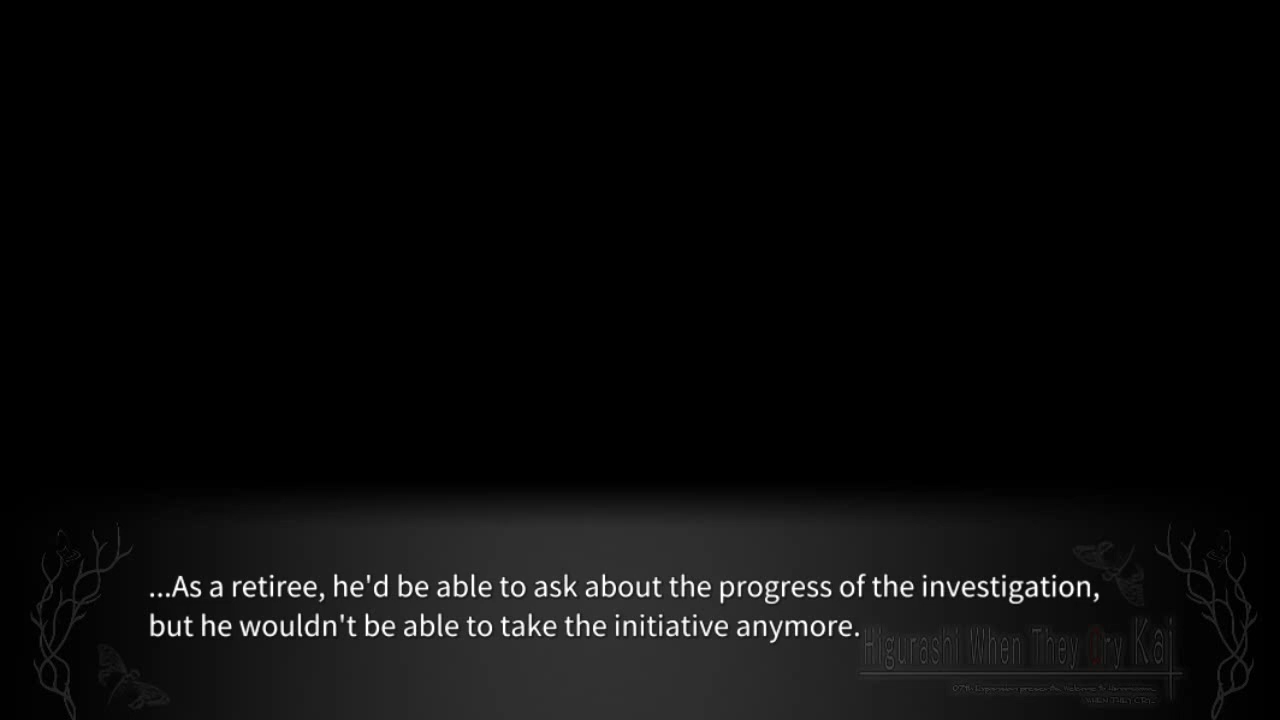 ...As a retiree, he'd be able to ask about the progress of the investigation,
but he wouldn't be able to take the initiative anymore.
Higurashi When They Cry Kai